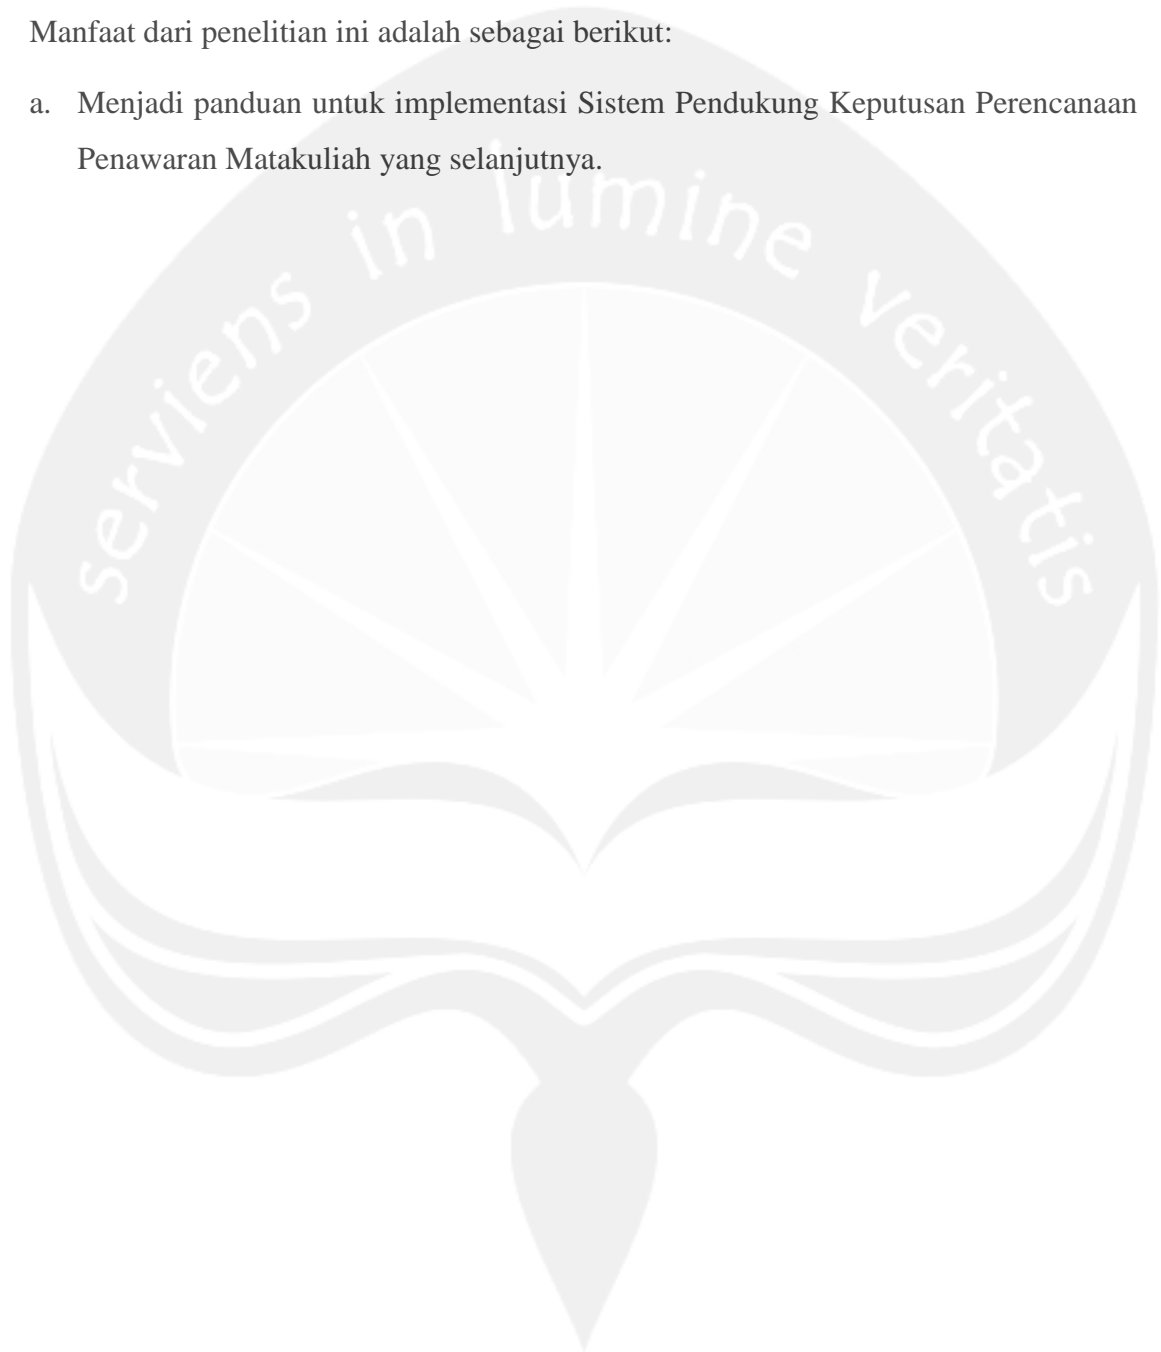 Manfaat dari penelitian ini adalah sebagai berikut:
a. Menjadi panduan untuk implementasi Sistem Pendukung Keputusan Perencanaan
Penawaran Matakuliah yang selanjutnya.
serviens in lumine veritatis